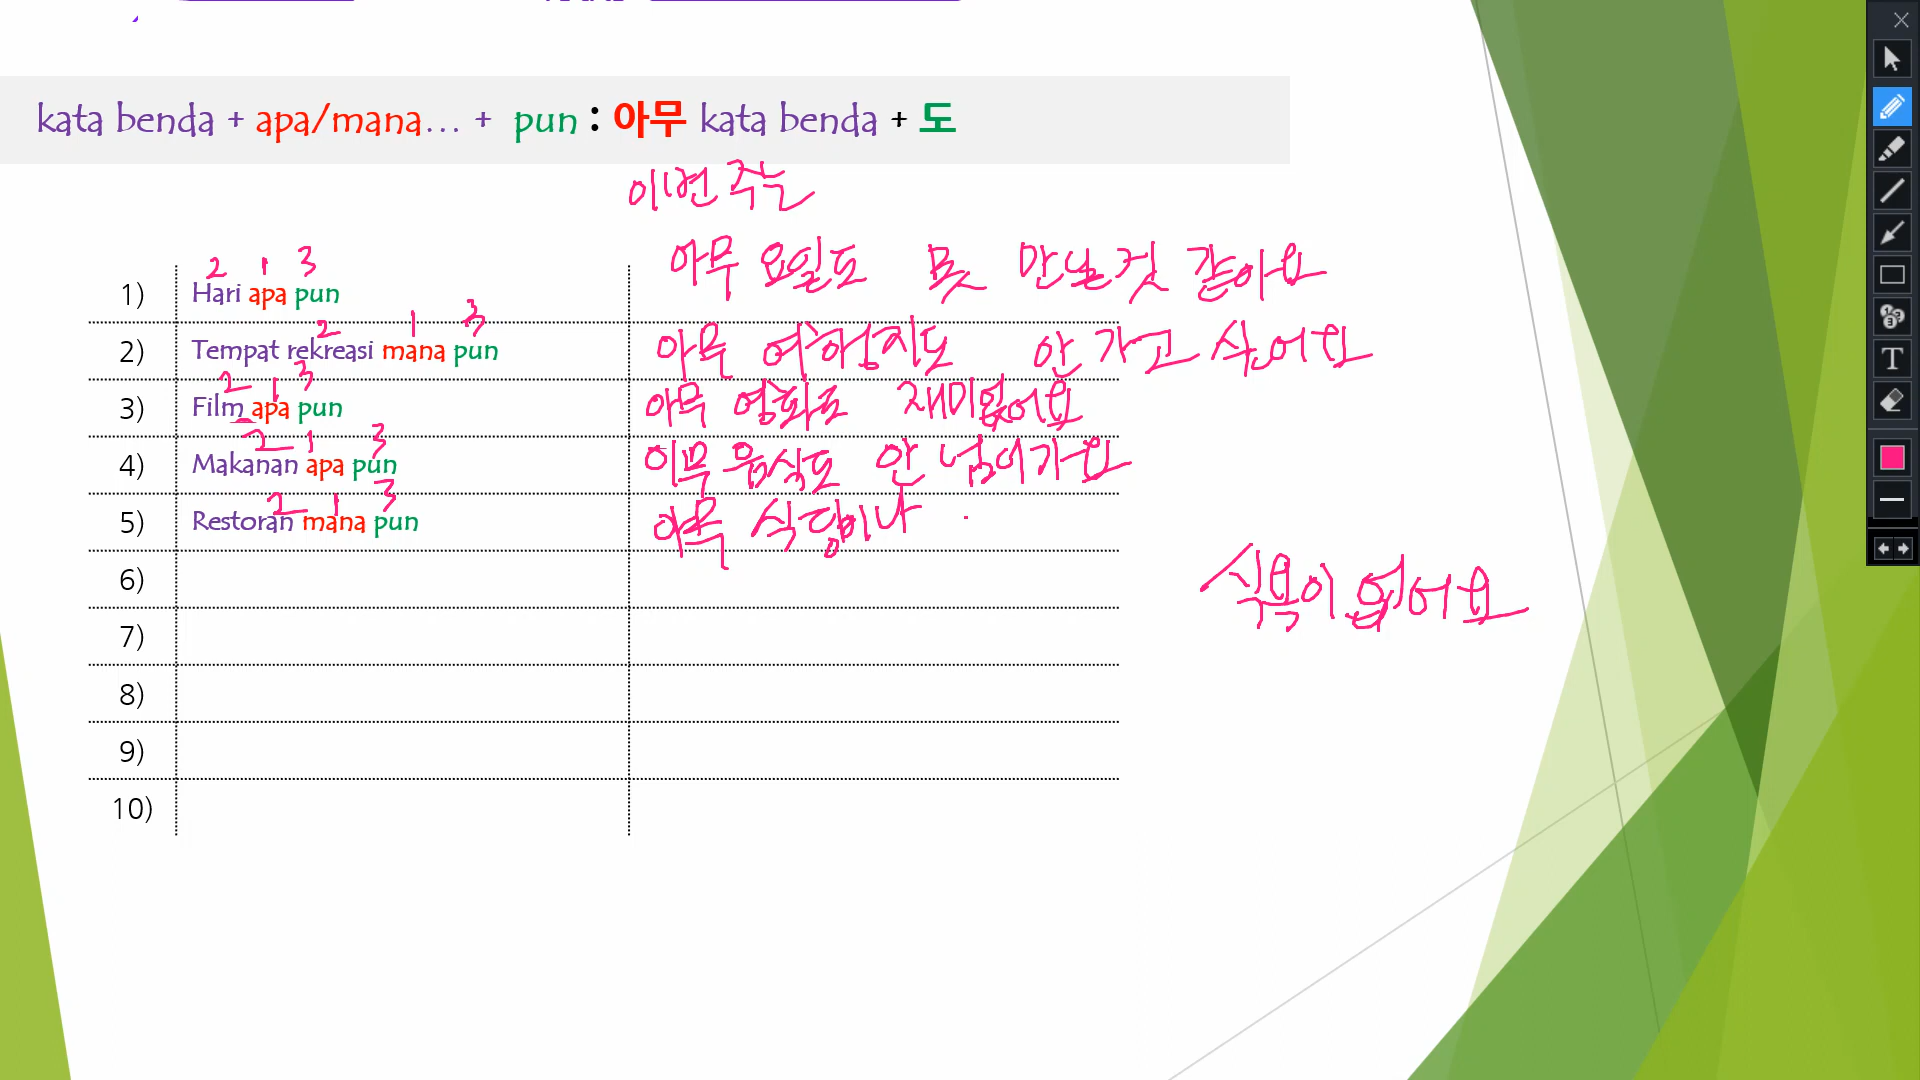 kata benda + apa/mana... + pun : 아무 kata benda + 도
이번 주는
2 1 3
1) Hari apa pun 아무 요일도 못 만날 것 같아요
2 1 3
2) Tempat rekreasi mana pun 아무 여행지도 안 가고 싶어요
2 1 3
3) Film apa pun 아무 영화도 재미없어요
2 1 3
4) Makanan apa pun 아무 음식도 안 넘어가요
2 1 3
5) Restoran mana pun 아무 식당이나
식욕이 없어요
6)
7)
8)
9)
10)